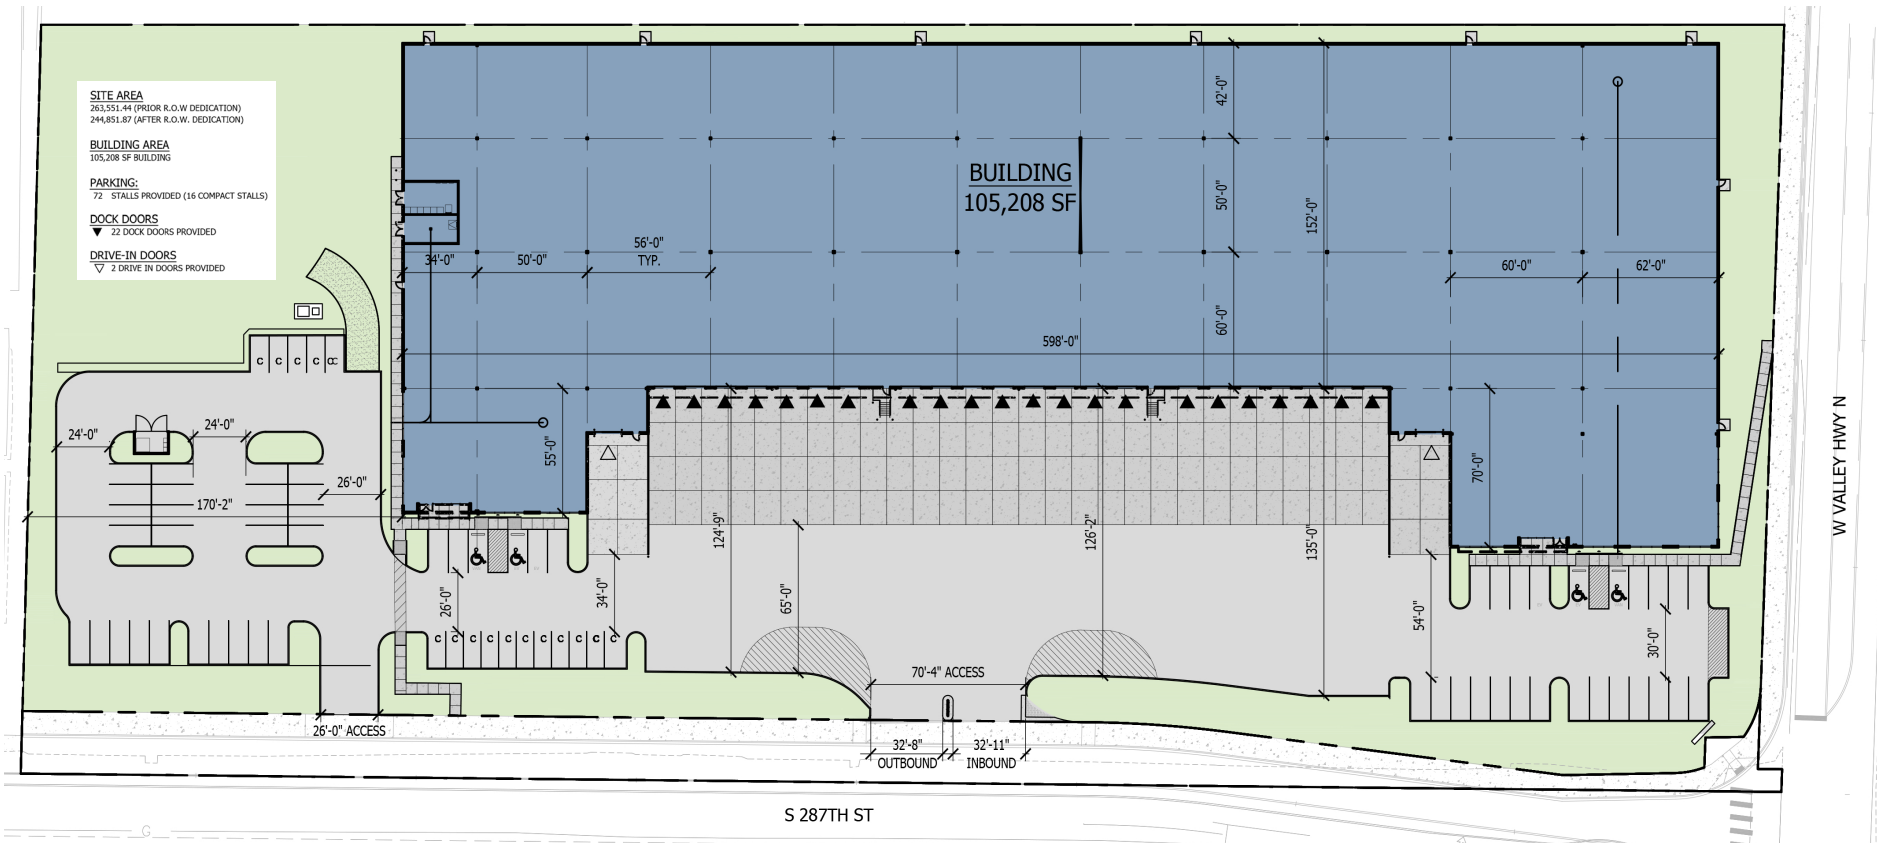 SITE AREA
263,551.44 (PRIOR R.O.W DEDICATION)
244,851.87 (AFTER R.O.W. DEDICATION)
BUILDING AREA
105,208 SF BUILDING
PARKING:
72 STALLS PROVIDED (16 COMPACT STALLS)
DOCK DOORS
22 DOCK DOORS PROVIDED
DRIVE-IN DOORS
2 DRIVE IN DOORS PROVIDED
BUILDING
105,208 SF
42'-0"
50'-0"
152'-0"
60'-0"
34'-0"
50'-0"
56'-0"
TYP.
60'-0"
62'-0"
598'-0"
C C C C C C
24'-0"
24'-0"
26'-0"
170'-2"
55'-0"
70'-0"
124'-9"
126'-2"
135'-0"
26'-0"
34'-0"
65'-0"
54'-0"
30'-0"
C C C C C C C C C C C
70'-4" ACCESS
26'-0" ACCESS
32'-8"
OUTBOUND
32'-11"
INBOUND
S 287TH ST
W VALLEY HWY N
G